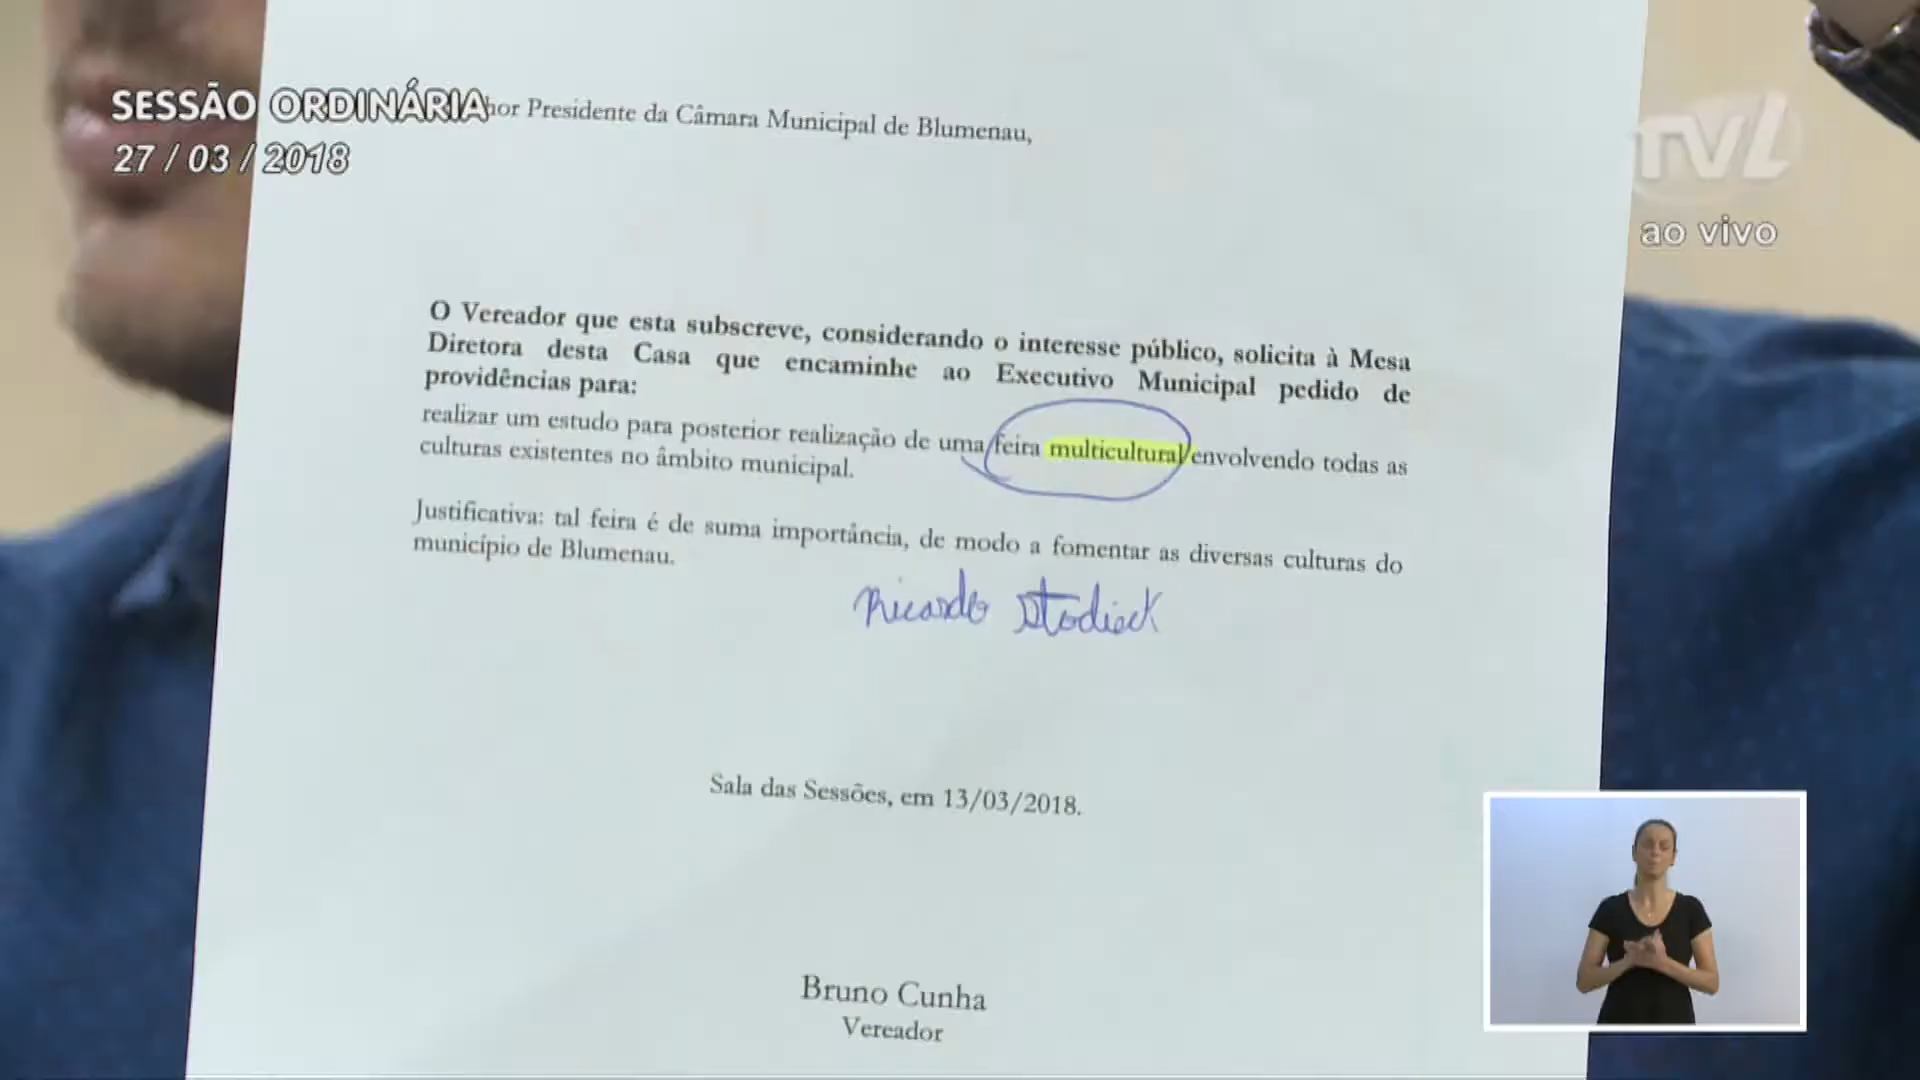 SESSÃO ORDINÁRIA
27 / 03 / 2018
TVL
ao vivo
Presidente da Câmara Municipal de Blumenau,
O Vereador que esta subscreve, considerando o interesse público, solicita à Mesa
Diretora desta Casa que encaminhe ao Executivo Municipal pedido de
providências para:
realizar um estudo para posterior realização de uma feira multicultural envolvendo todas as
culturas existentes no âmbito municipal.
Justificativa: tal feira é de suma importância, de modo a fomentar as diversas culturas do
município de Blumenau.
Ricardo Stodieck
Sala das Sessões, em 13/03/2018.
Bruno Cunha
Vereador